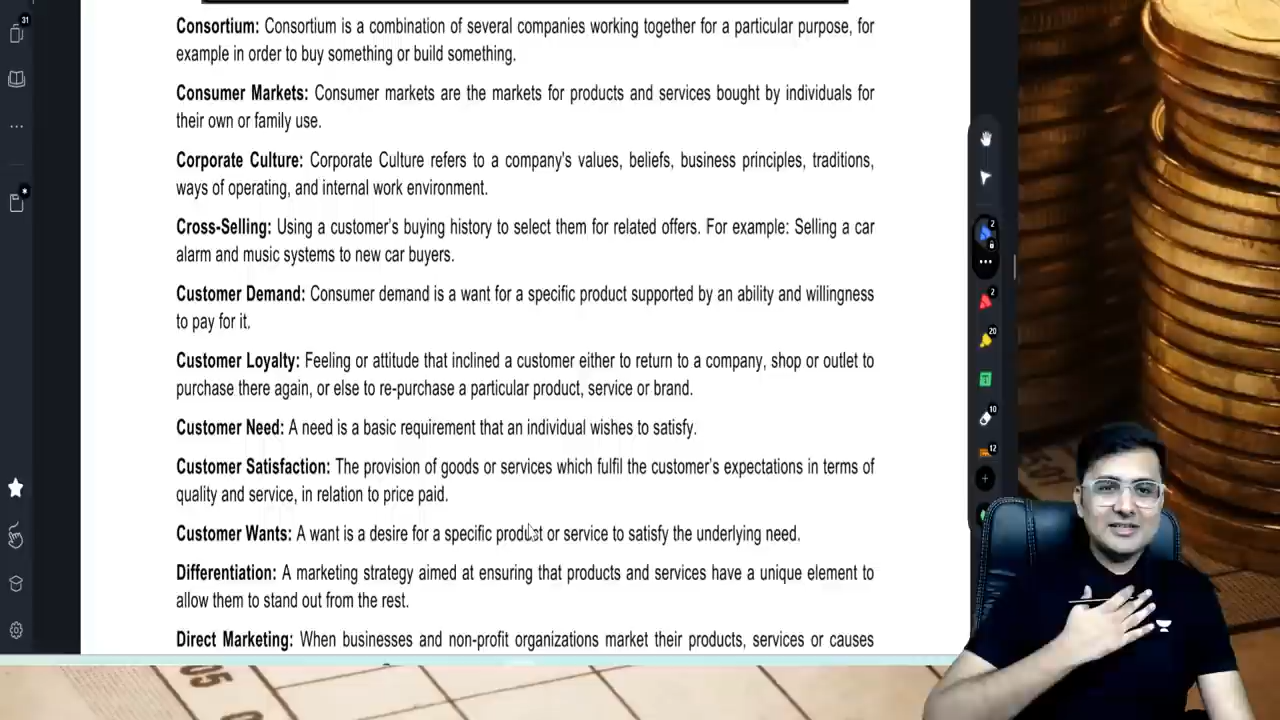 Consortium: Consortium is a combination of several companies working together for a particular purpose, for
example in order to buy something or build something.
Consumer Markets: Consumer markets are the markets for products and services bought by individuals for
their own or family use.
Corporate Culture: Corporate Culture refers to a company's values, beliefs, business principles, traditions,
ways of operating, and internal work environment.
Cross-Selling: Using a customer's buying history to select them for related offers. For example: Selling a car
alarm and music systems to new car buyers.
Customer Demand: Consumer demand is a want for a specific product supported by an ability and willingness
to pay for it.
Customer Loyalty: Feeling or attitude that inclined a customer either to return to a company, shop or outlet to
purchase there again, or else to re-purchase a particular product, service or brand.
Customer Need: A need is a basic requirement that an individual wishes to satisfy.
Customer Satisfaction: The provision of goods or services which fulfil the customer's expectations in terms of
quality and service, in relation to price paid.
Customer Wants: A want is a desire for a specific product or service to satisfy the underlying need.
Differentiation: A marketing strategy aimed at ensuring that products and services have a unique element to
allow them to stand out from the rest.
Direct Marketing: When businesses and non-profit organizations market their products, services or causes
31
2
2
20
T
10
12
05